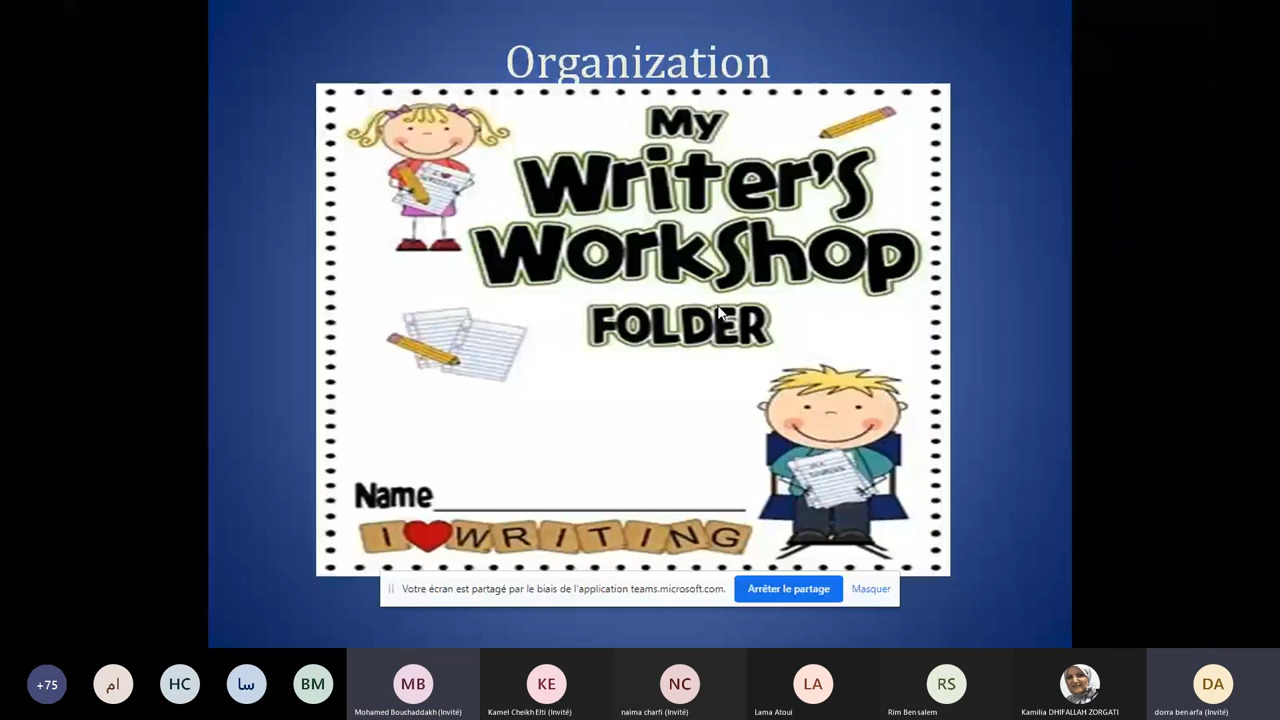 Organization
My
Writer's
Workshop
FOLDER
Name
I WRITING
Votre écran est partagé par le biais de l'application teams.microsoft.com. Arrêter le partage Masquer
+75 ام HC سا BM MB KE NC LA RS DA
Mohamed Bouchaddakh (Invité) Kamel Cheikh Elti (Invité) naima charfi (Invité) Lama Atoui Rim Ben salem Kamilia DHIFALLAH ZORGATI dorra ben arfa (Invité)